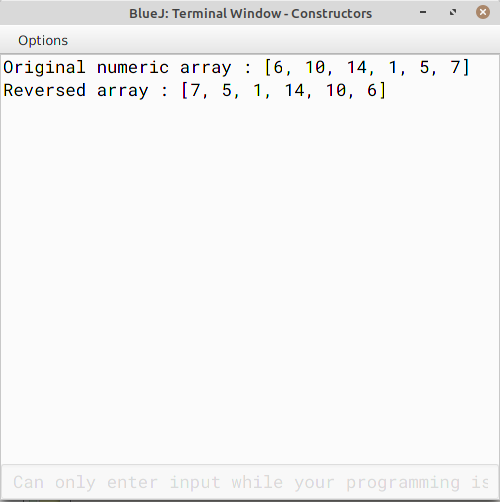 BlueJ: Terminal Window - Constructors
Options
Original numeric array : [6, 10, 14, 1, 5, 7]
Reversed array : [7, 5, 1, 14, 10, 6]
Can only enter input while your programming is